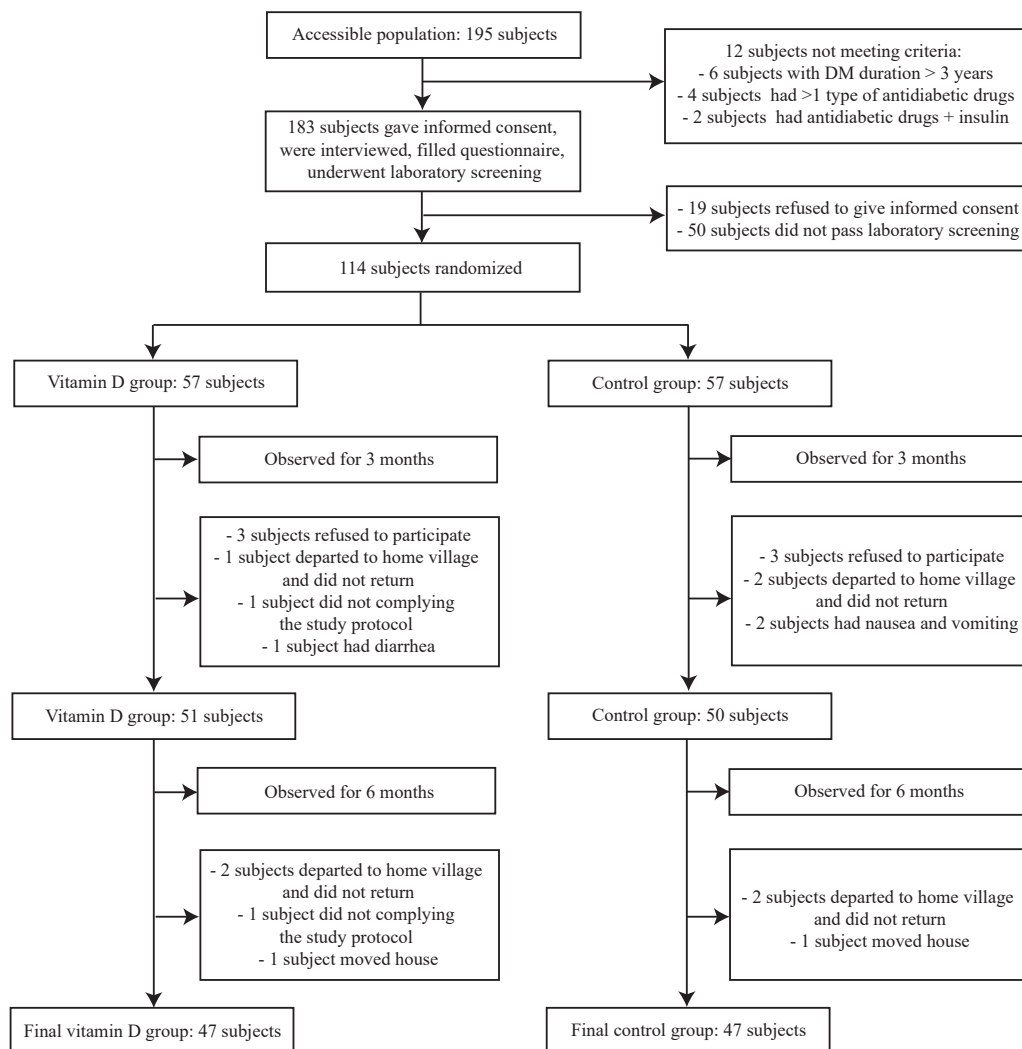 Accessible population: 195 subjects
12 subjects not meeting criteria:
- 6 subjects with DM duration > 3 years
- 4 subjects had >1 type of antidiabetic drugs
- 2 subjects had antidiabetic drugs + insulin
183 subjects gave informed consent,
were interviewed, filled questionnaire,
underwent laboratory screening
- 19 subjects refused to give informed consent
- 50 subjects did not pass laboratory screening
114 subjects randomized
Vitamin D group: 57 subjects
Control group: 57 subjects
Observed for 3 months
Observed for 3 months
- 3 subjects refused to participate
- 1 subject departed to home village
and did not return
- 1 subject did not complying
the study protocol
- 1 subject had diarrhea
- 3 subjects refused to participate
- 2 subjects departed to home village
and did not return
- 2 subjects had nausea and vomiting
Vitamin D group: 51 subjects
Control group: 50 subjects
Observed for 6 months
Observed for 6 months
- 2 subjects departed to home village
and did not return
- 1 subject did not complying
the study protocol
- 1 subject moved house
- 2 subjects departed to home village
and did not return
- 1 subject moved house
Final vitamin D group: 47 subjects
Final control group: 47 subjects